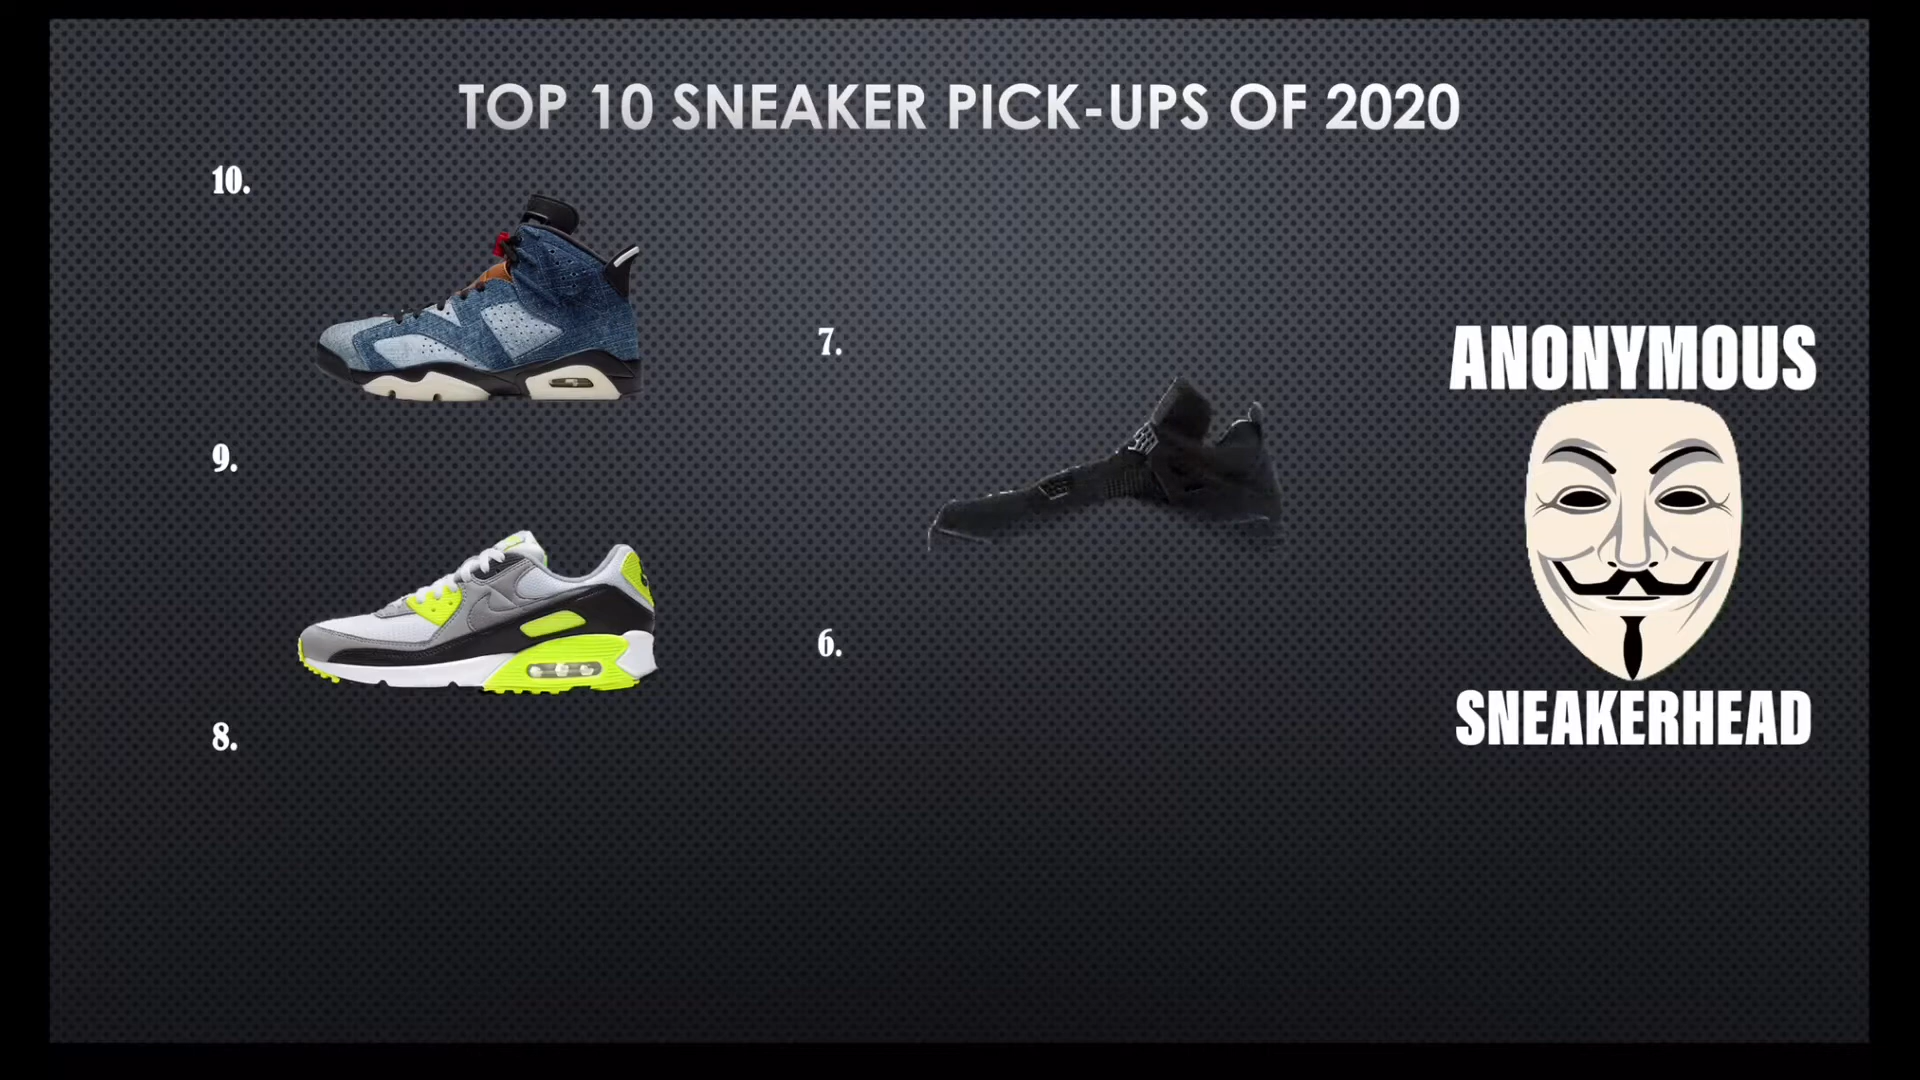 TOP 10 SNEAKER PICK-UPS OF 2020
10.
9.
8.
7.
6.
ANONYMOUS
SNEAKERHEAD